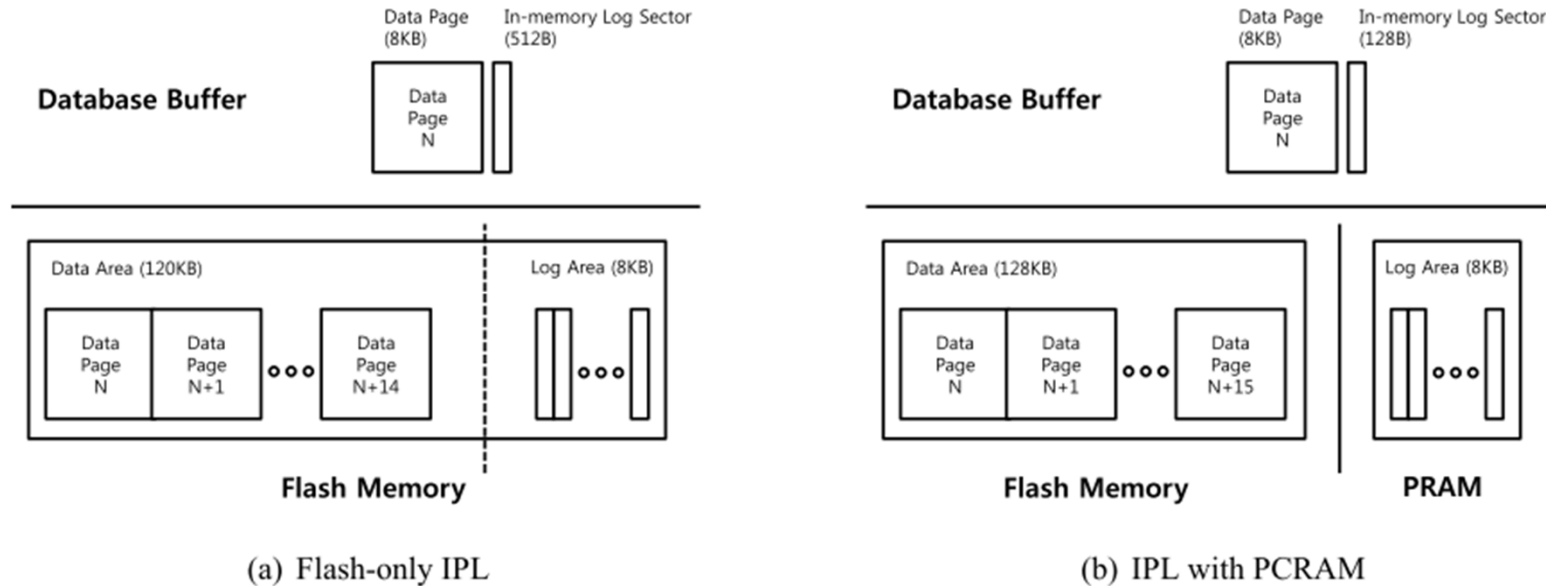 Data Page
(8KB)
In-memory Log Sector
(512B)
Database Buffer
Data
Page
N
Data Area (120KB)
Log Area (8KB)
Data
Page
N
Data
Page
N+1
Data
Page
N+14
Flash Memory
(a) Flash-only IPL
Data Page
(8KB)
In-memory Log Sector
(128B)
Database Buffer
Data
Page
N
Data Area (128KB)
Log Area (8KB)
Data
Page
N
Data
Page
N+1
Data
Page
N+15
Flash Memory
PRAM
(b) IPL with PCRAM